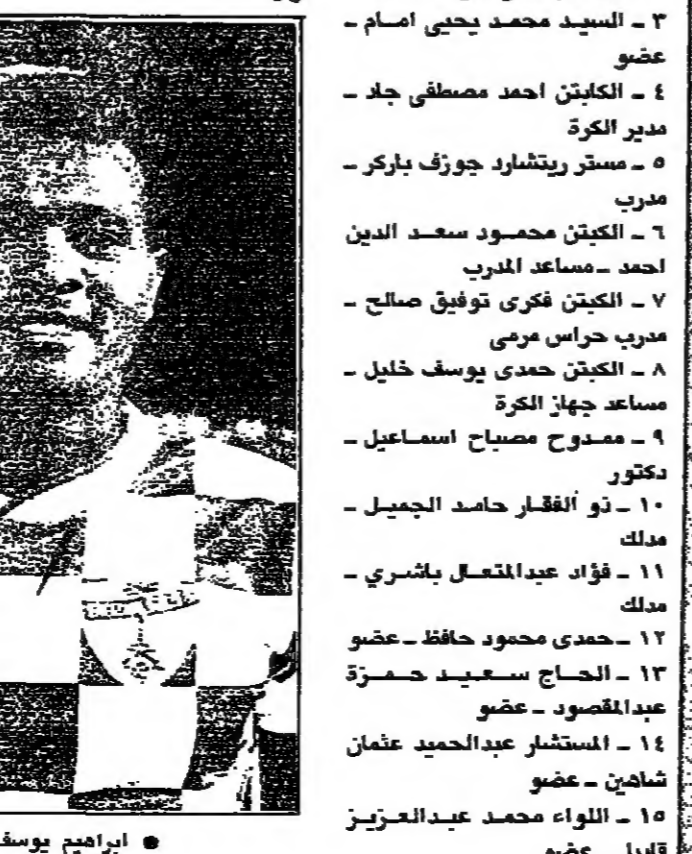 ٣ ـ السيد محمد يحيى امام ـ
عضو
٤ ـ الكابتن احمد مصطفى جاد ـ
مدير الكرة
٥ ـ مستر ريتشارد جوزف باركر ـ
مدرب
٦ ـ الكبتن محمود سعد الدين
احمد ـ مساعد المدرب
٧ ـ الكبتن فكرى توفيق صالح ـ
مدرب حراس مرمى
٨ ـ الكبتن حمدى يوسف خليل ـ
مساعد جهاز الكرة
٩ ـ ممدوح مصباح اسماعيل ـ
دكتور
١٠ ـ ذو الفقار حامد الجميل ـ
مدلك
١١ ـ فؤاد عبدالمتعال باشري ـ
مدلك
١٢ ـ حمدى محمود حافظ ـ عضو
١٣ ـ الحاج سعيد حمزة
عبدالمقصود ـ عضو
١٤ ـ المستشار عبدالحميد عثمان
شاهين ـ عضو
١٥ ـ اللواء محمد عبدالعزيز
قابيل ـ عضو
● ابراهيم يوسف